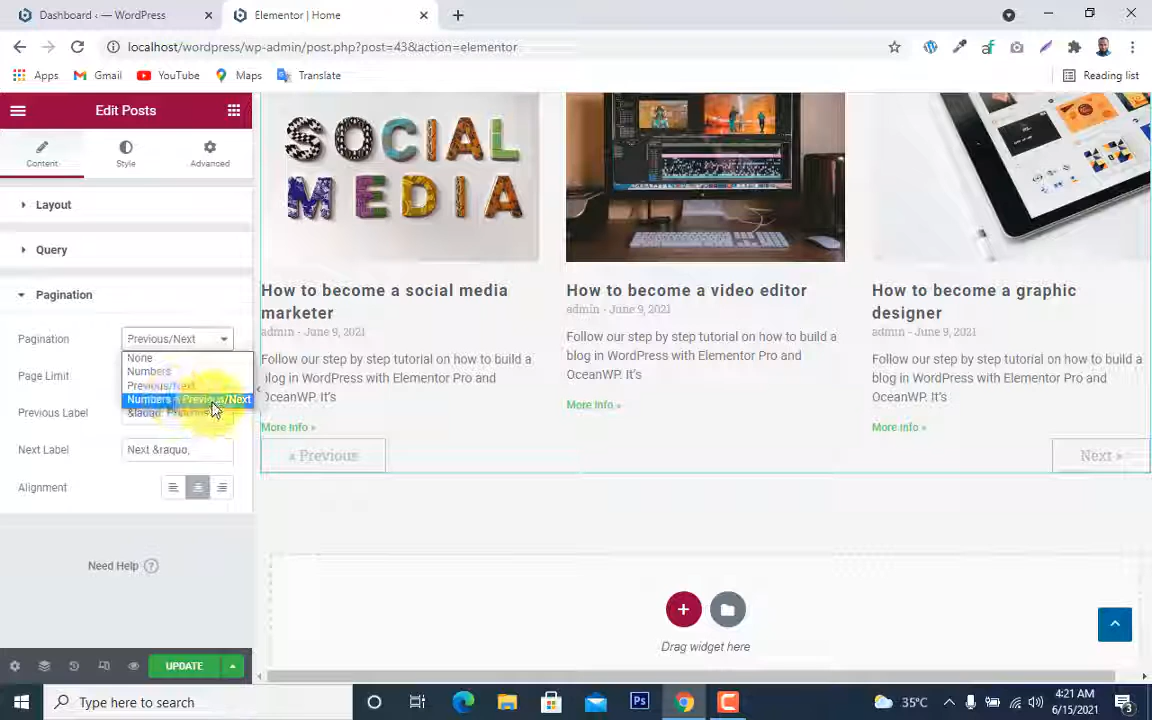 Dashboard ‹ — WordPress
Elementor | Home
localhost/wordpress/wp-admin/post.php?post=43&action=elementor
Apps
Gmail
YouTube
Maps
Translate
Reading list
Edit Posts
Content
Style
Advanced
Layout
Query
Pagination
Pagination
Previous/Next
None
Numbers
Previous/Next
Numbers + Previous/Next
Page Limit
Previous Label
Next Label
Next &raquo;
Alignment
Need Help
UPDATE
SOCIAL
MEDIA
How to become a social media
marketer
admin - June 9, 2021
Follow our step by step tutorial on how to build a
blog in WordPress with Elementor Pro and
OceanWP. It's
More Info »
How to become a video editor
admin - June 9, 2021
Follow our step by step tutorial on how to build a
blog in WordPress with Elementor Pro and
OceanWP. It's
More Info »
How to become a graphic
designer
admin - June 9, 2021
Follow our step by step tutorial on how to build a
blog in WordPress with Elementor Pro and
OceanWP. It's
More Info »
« Previous
Next »
Drag widget here
Type here to search
Ps
35°C
4:21 AM
6/15/2021
3